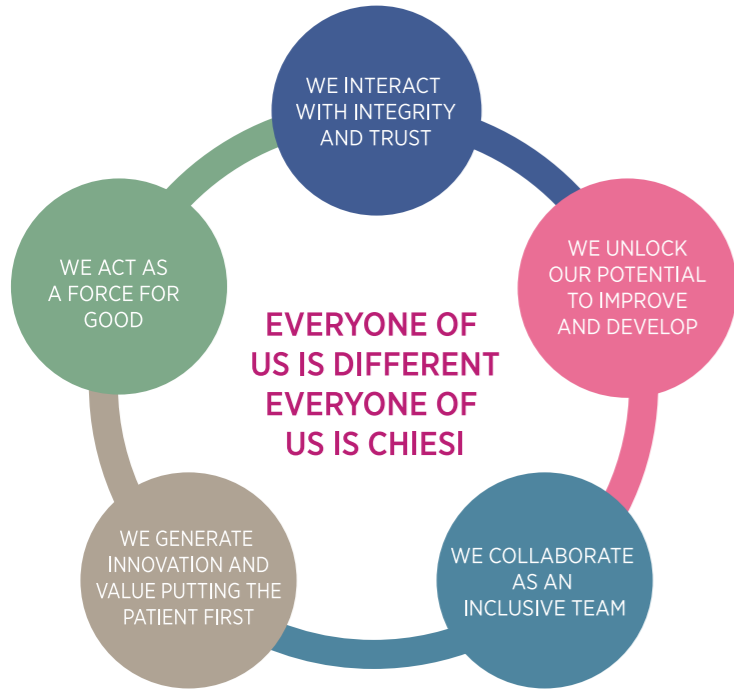 WE INTERACT
WITH INTEGRITY
AND TRUST
WE UNLOCK
OUR POTENTIAL
TO IMPROVE
AND DEVELOP
WE COLLABORATE
AS AN
INCLUSIVE TEAM
WE GENERATE
INNOVATION AND
VALUE PUTTING THE
PATIENT FIRST
WE ACT AS
A FORCE FOR
GOOD
EVERYONE OF
US IS DIFFERENT
EVERYONE OF
US IS CHIESI